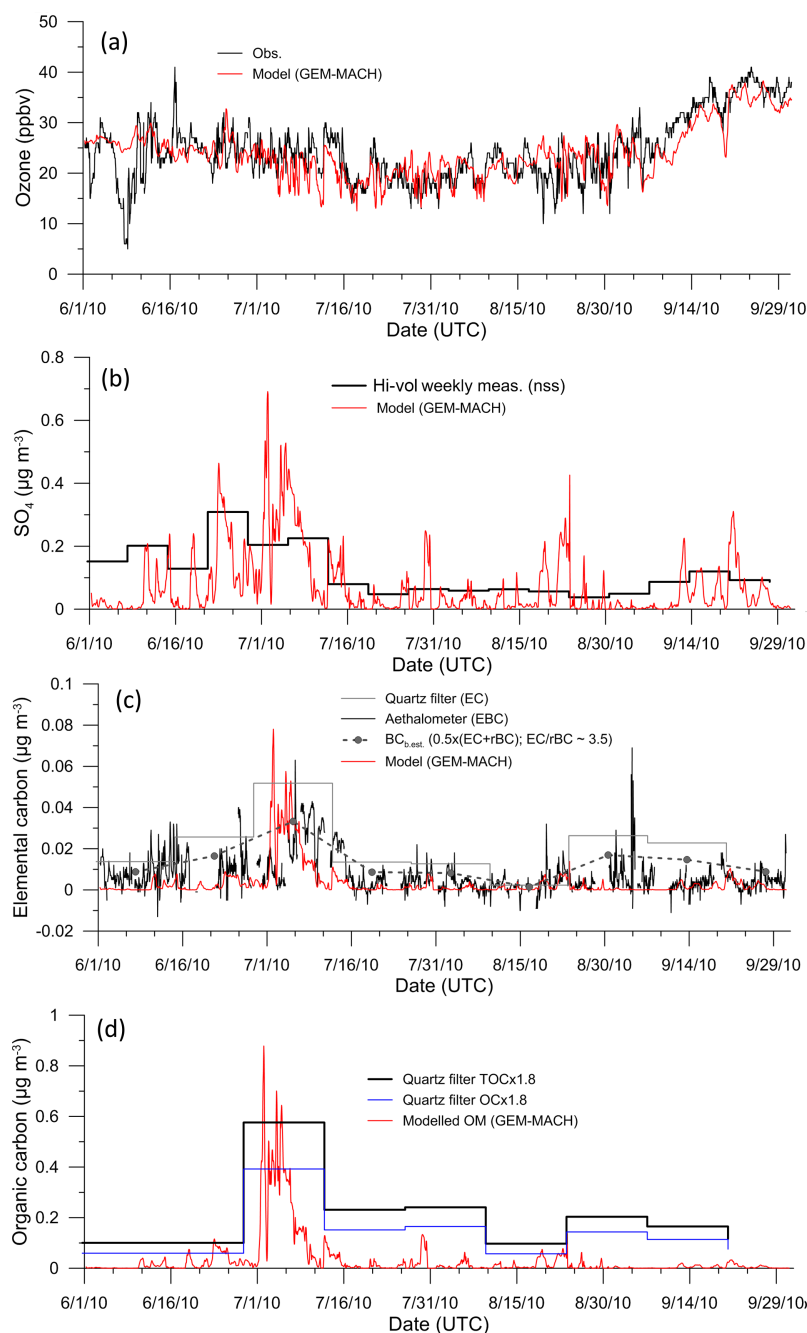 (a)
Obs.
Model (GEM-MACH)
Ozone (ppbv)
50
40
30
20
10
0
6/1/10 6/16/10 7/1/10 7/16/10 7/31/10 8/15/10 8/30/10 9/14/10 9/29/10
Date (UTC)
(b)
Hi-vol weekly meas. (nss)
Model (GEM-MACH)
SO4 (µg m-3)
0.8
0.6
0.4
0.2
0
6/1/10 6/16/10 7/1/10 7/16/10 7/31/10 8/15/10 8/30/10 9/14/10 9/29/10
Date (UTC)
(c)
Quartz filter (EC)
Aethalometer (EBC)
BCb.est. (0.5x(EC+rBC); EC/rBC ~ 3.5)
Model (GEM-MACH)
Elemental carbon (µg m-3)
0.1
0.08
0.06
0.04
0.02
0
-0.02
6/1/10 6/16/10 7/1/10 7/16/10 7/31/10 8/15/10 8/30/10 9/14/10 9/29/10
Date (UTC)
(d)
Quartz filter TOCx1.8
Quartz filter OCx1.8
Modelled OM (GEM-MACH)
Organic carbon (µg m-3)
1
0.8
0.6
0.4
0.2
0
6/1/10 6/16/10 7/1/10 7/16/10 7/31/10 8/15/10 8/30/10 9/14/10 9/29/10
Date (UTC)